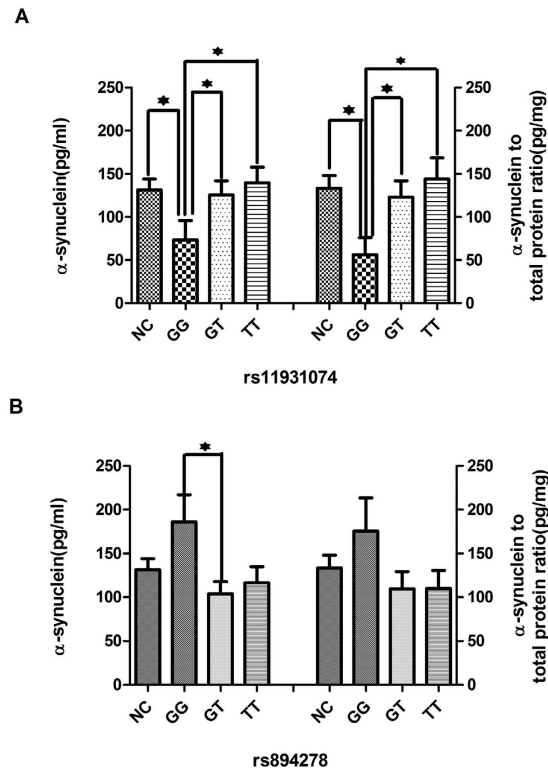 A
α-synuclein(pg/ml)
250
200
150
100
50
0
NC GG GT TT
NC GG GT TT
250
200
150
100
50
0
α-synuclein to
total protein ratio(pg/mg)
rs11931074
B
α-synuclein(pg/ml)
250
200
150
100
50
0
NC GG GT TT
NC GG GT TT
250
200
150
100
50
0
α-synuclein to
total protein ratio(pg/mg)
rs894278